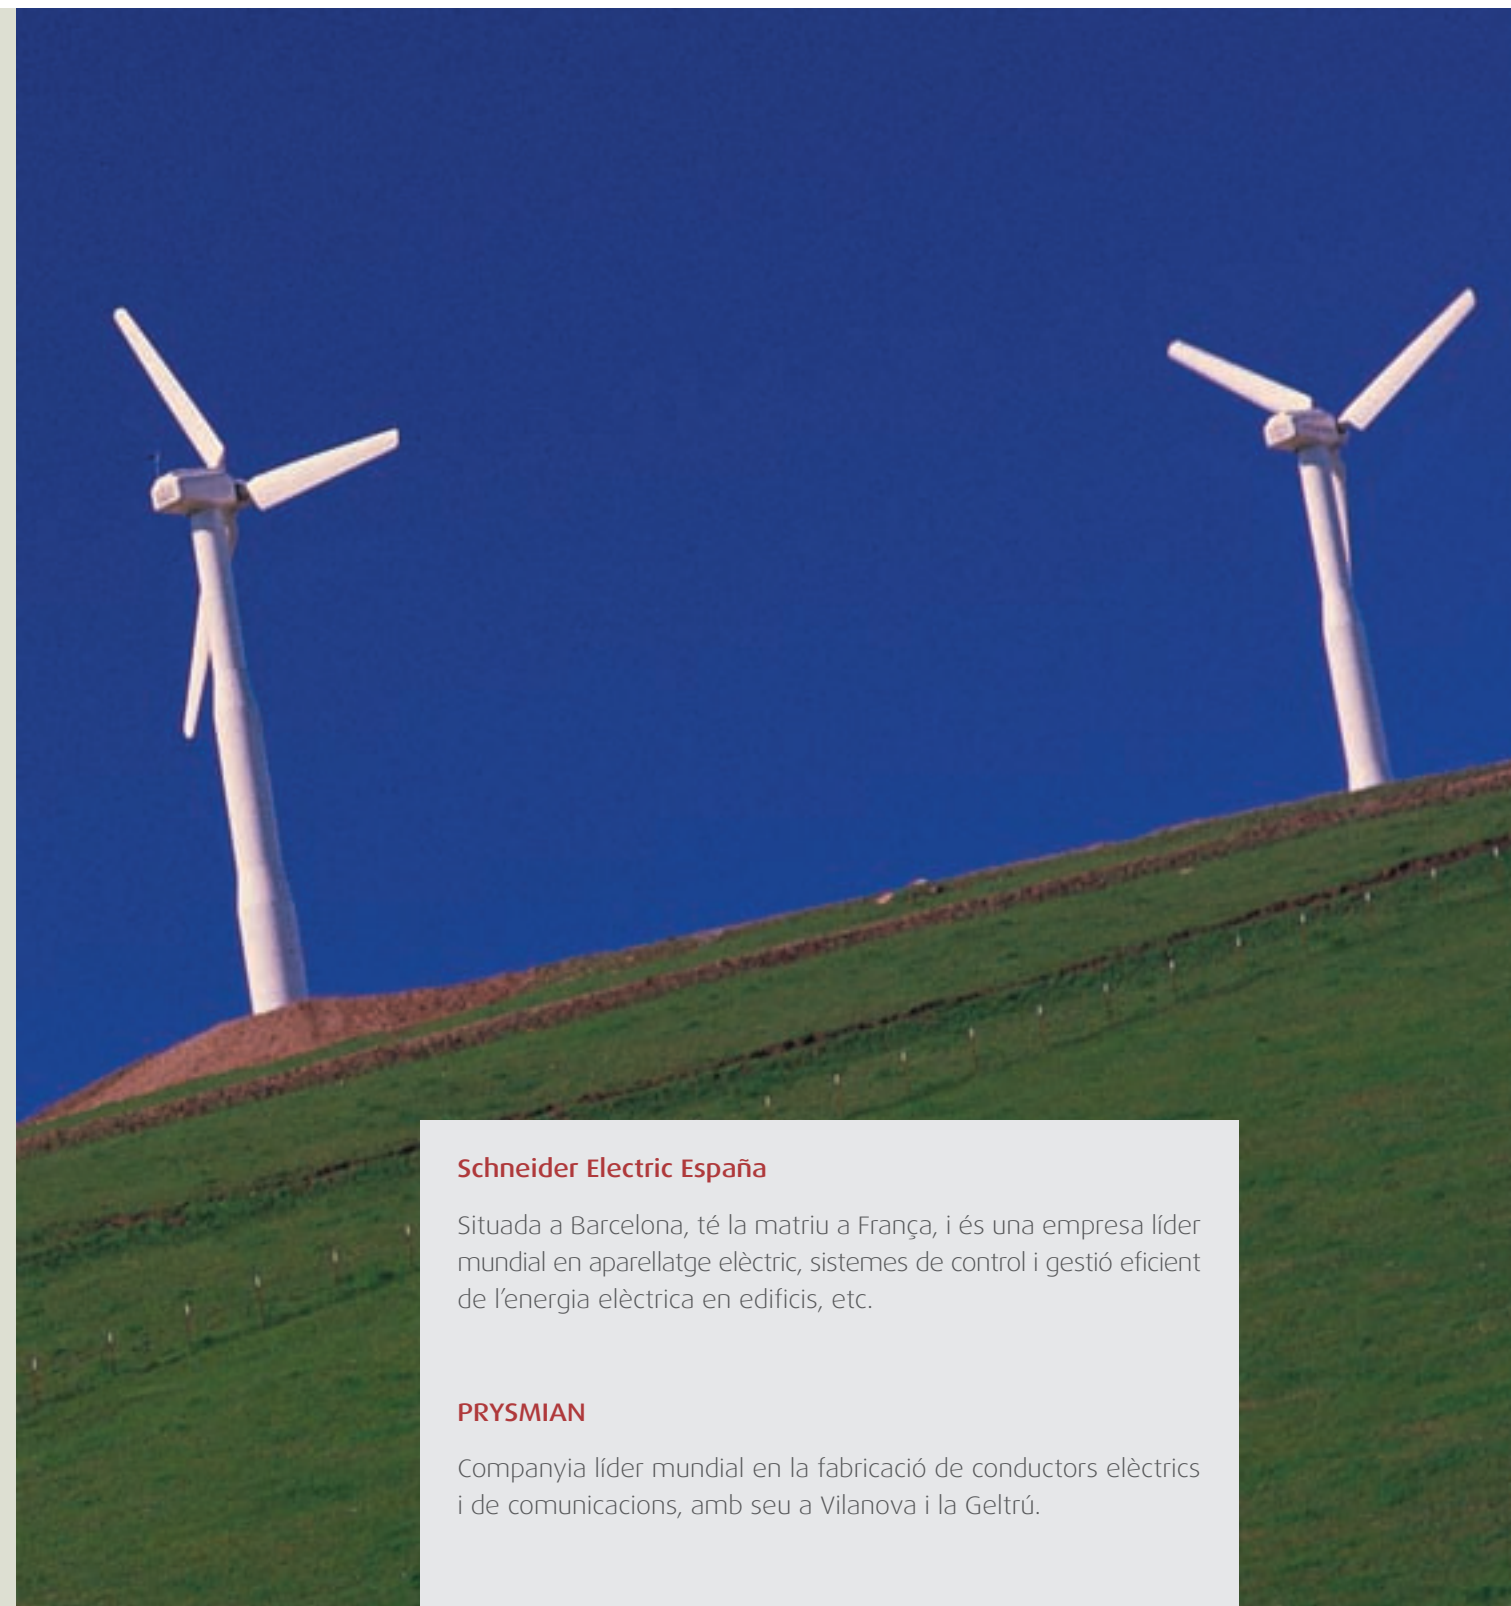 Schneider Electric España
Situada a Barcelona, té la matriu a França, i és una empresa líder
mundial en aparellatge elèctric, sistemes de control i gestió eficient
de l’energia elèctrica en edificis, etc.
PRYSMIAN
Companyia líder mundial en la fabricació de conductors elèctrics
i de comunicacions, amb seu a Vilanova i la Geltrú.